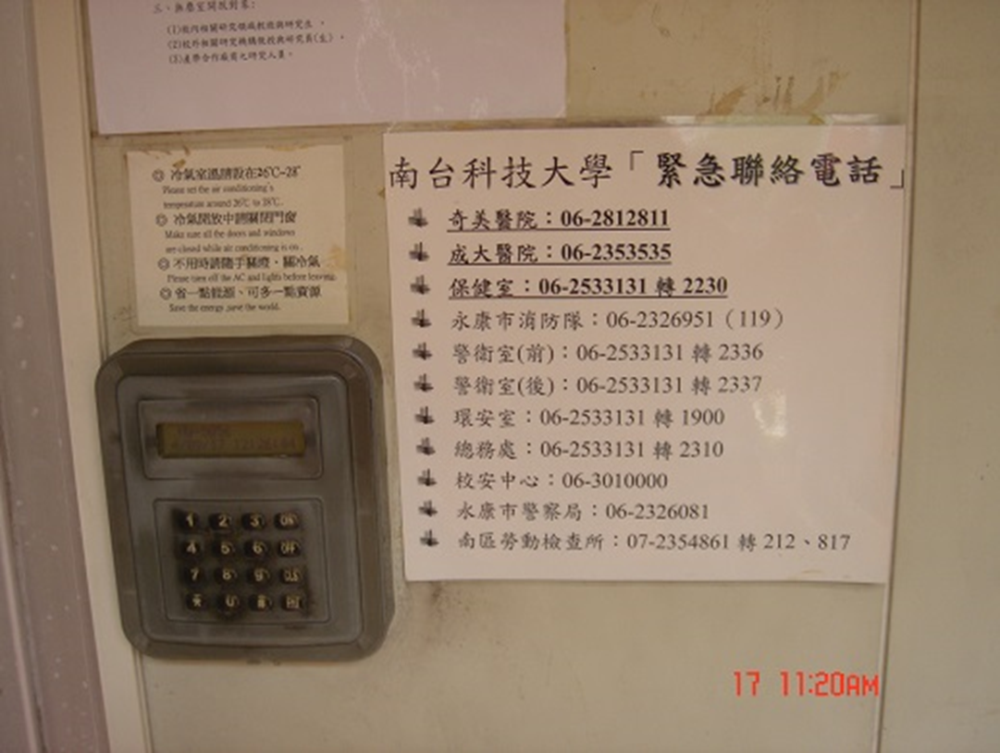 三、無塵室開放對象:
(1)校內相關研究領域教授與研究生。
(2)校外相關研究機構教授與研究員(生)。
(3)產學合作廠商之研究人員。
◎ 冷氣室溫請設在26℃-28°
Please set the air conditioning's
temperature around 26℃ to 28℃.
◎ 冷氣開放中請關閉門窗
Make sure all the doors and windows
are closed while air conditioning is on.
◎ 不用時請隨手關燈、關冷氣
Please turn off the AC and lights before leaving.
◎ 省一點能源、可多一點資源
Save the energy ,save the world.
南台科技大學「緊急聯絡電話」
奇美醫院：06-2812811
成大醫院：06-2353535
保健室：06-2533131 轉 2230
永康市消防隊：06-2326951（119）
警衛室(前)：06-2533131 轉 2336
警衛室(後)：06-2533131 轉 2337
環安室：06-2533131 轉 1900
總務處：06-2533131 轉 2310
校安中心：06-3010000
永康市警察局：06-2326081
南區勞動檢查所：07-2354861 轉 212、817
1 2 3 ON
4 5 6 OFF
7 8 9
* 0
17 11:20AM